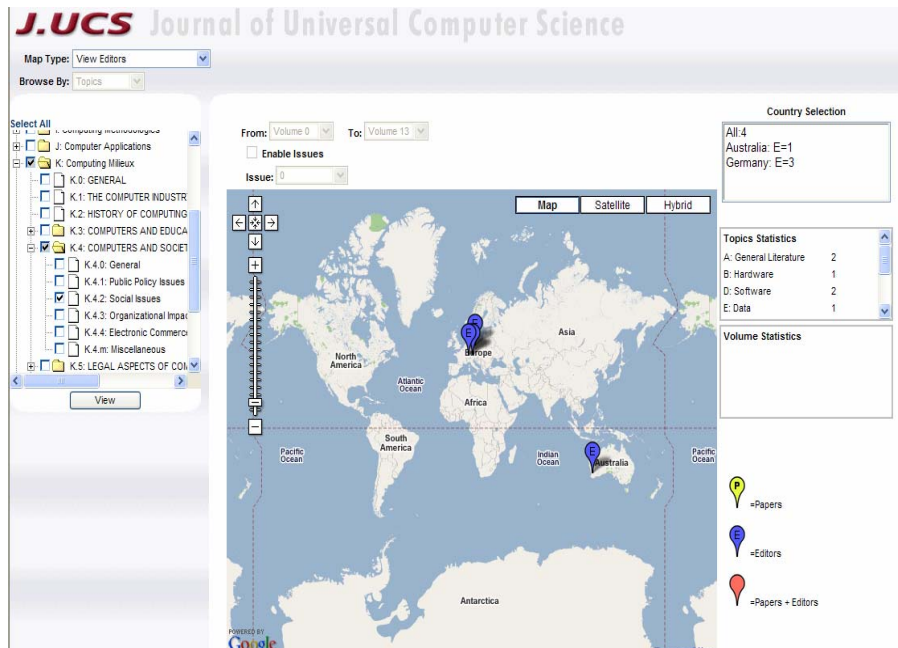 J.UCS Journal of Universal Computer Science
Map Type: View Editors
Browse By: Topics
Select All
I: Computing Methodologies
J: Computer Applications
K: Computing Milieux
K.0: GENERAL
K.1: THE COMPUTER INDUSTR
K.2: HISTORY OF COMPUTING
K.3: COMPUTERS AND EDUCA
K.4: COMPUTERS AND SOCIET
K.4.0: General
K.4.1: Public Policy Issues
K.4.2: Social Issues
K.4.3: Organizational Impac
K.4.4: Electronic Commerce
K.4.m: Miscellaneous
K.5: LEGAL ASPECTS OF COM
View
From: Volume 0 To: Volume 13
Enable Issues
Issue: 0
Map Satellite Hybrid
E
E
Europe
Asia
North
America
Atlantic
Ocean
Africa
South
America
Pacific
Ocean
Indian
Ocean
E
Australia
Pacific
Ocean
Antarctica
POWERED BY
Google
Country Selection
All:4
Australia: E=1
Germany: E=3
Topics Statistics
A: General Literature 2
B: Hardware 1
D: Software 2
E: Data 1
Volume Statistics
P
=Papers
E
=Editors
=Papers + Editors